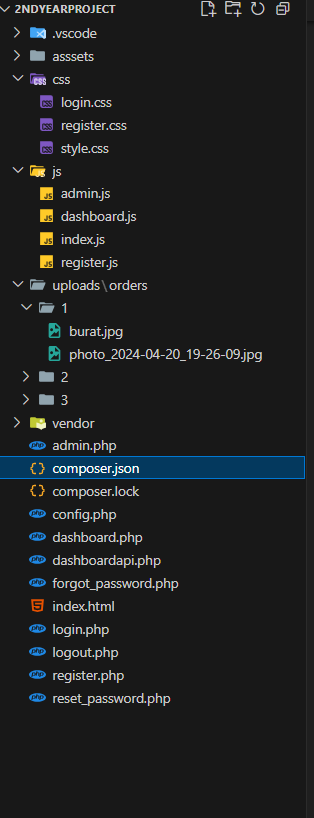 2NDYEARPROJECT
.vscode
asssets
css
login.css
register.css
style.css
js
admin.js
dashboard.js
index.js
register.js
uploads\orders
1
burat.jpg
photo_2024-04-20_19-26-09.jpg
2
3
vendor
admin.php
composer.json
composer.lock
config.php
dashboard.php
dashboardapi.php
forgot_password.php
index.html
login.php
logout.php
register.php
reset_password.php